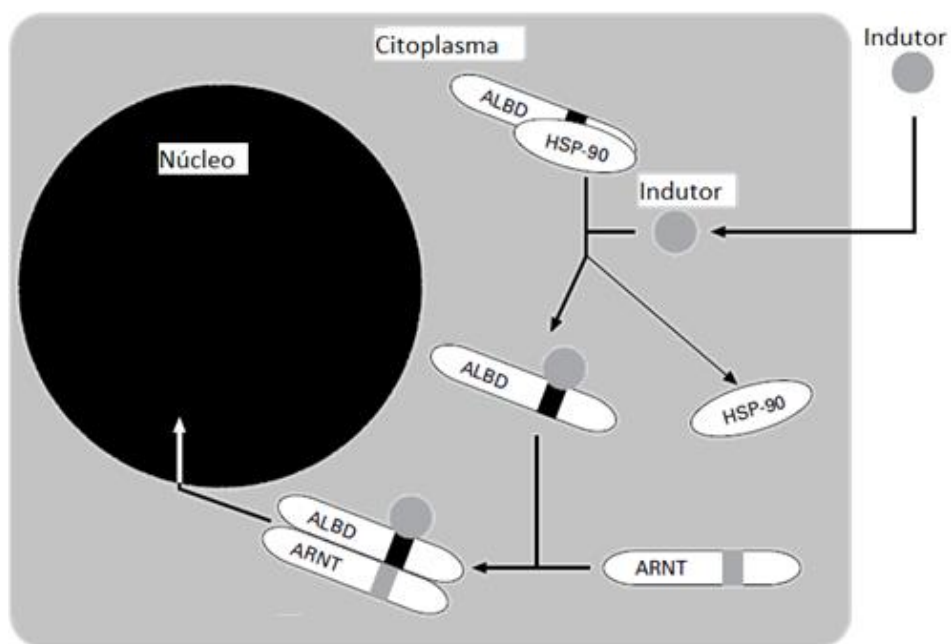 Citoplasma
Indutor
ALBD
HSP-90
Núcleo
Indutor
ALBD
HSP-90
ALBD
ARNT
ARNT